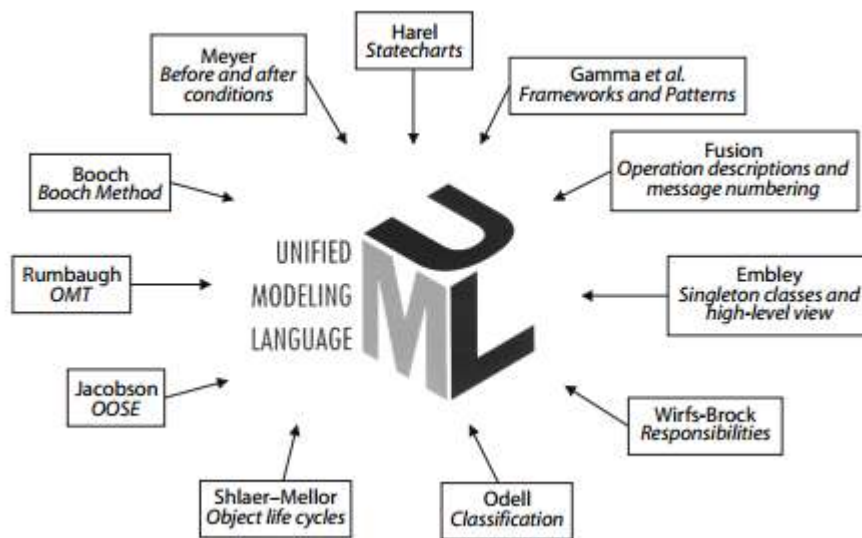 Harel
Statecharts
Meyer
Before and after
conditions
Gamma et al.
Frameworks and Patterns
Fusion
Operation descriptions and
message numbering
Booch
Booch Method
UNIFIED
MODELING
LANGUAGE
UML
Rumbaugh
OMT
Embley
Singleton classes and
high-level view
Jacobson
OOSE
Wirfs-Brock
Responsibilities
Shlaer–Mellor
Object life cycles
Odell
Classification